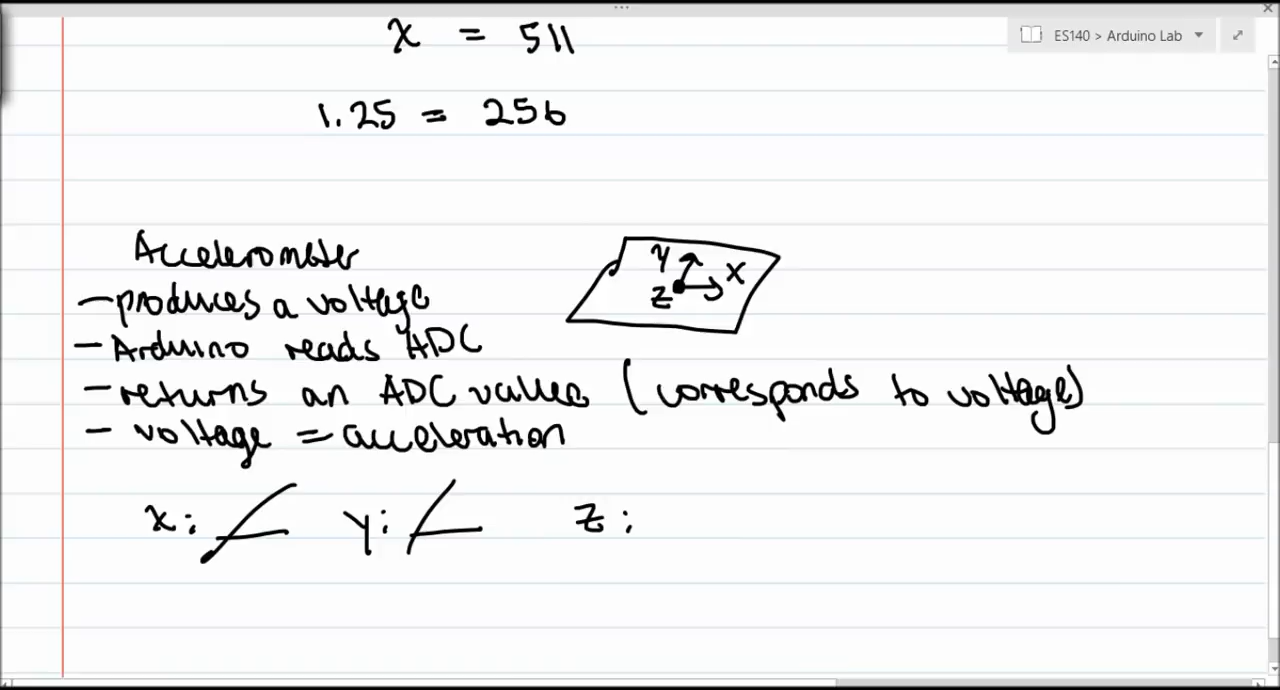 ES140 > Arduino Lab
x = 511
1.25 = 256
Accelerometer
- produces a voltage
- Arduino reads ADC
- returns an ADC value (corresponds to voltage)
- voltage = acceleration
Y
X
Z
x: y: z: